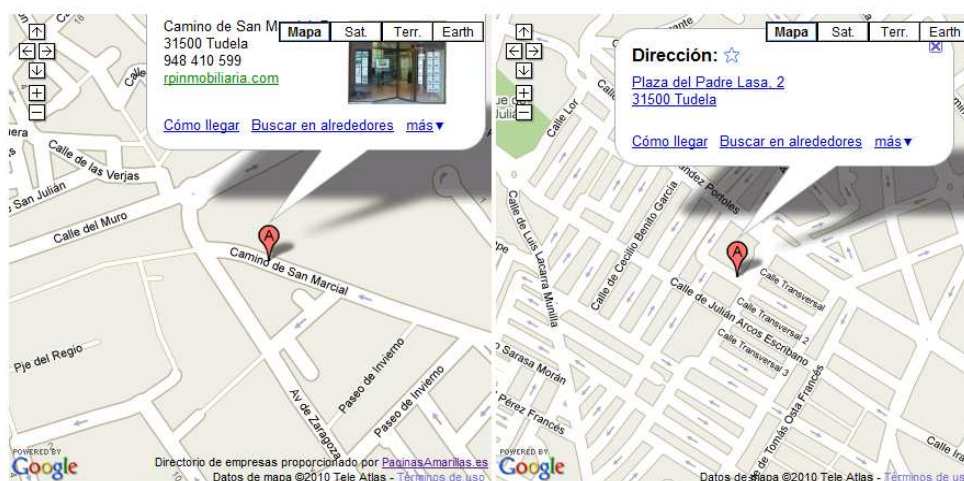 Camino de San M
31500 Tudela
948 410 599
rpinmobiliaria.com
Cómo llegar Buscar en alrededores más▼
Mapa Sat. Terr. Earth
Calle de las Verjas
San Julián
Calle del Muro
A
Camino de San Marcial
Pje del Regio
Paseo de Invierno
Paseo de Invierno
Av de Zaragoza
POWERED BY
Google
Directorio de empresas proporcionado por PaginasAmarillas.es
Datos de mapa ©2010 Tele Atlas - Términos de uso
Mapa Sat. Terr. Earth
Dirección:
Plaza del Padre Lasa, 2
31500 Tudela
Cómo llegar Buscar en alrededores más▼
Calle Lor
ández Portoles
Calle de Luis Lacarra Munilla
Calle de Cecilio Benito García
A
Calle Transversal
Calle de Julián Arcos Escribano
Calle Transversal 2
Calle Transversal 3
o Sarasa Morán
Pérez Francés
e de Tomás Osta Francés
Calle Ira
POWERED BY
Google
Datos de mapa ©2010 Tele Atlas - Términos de uso